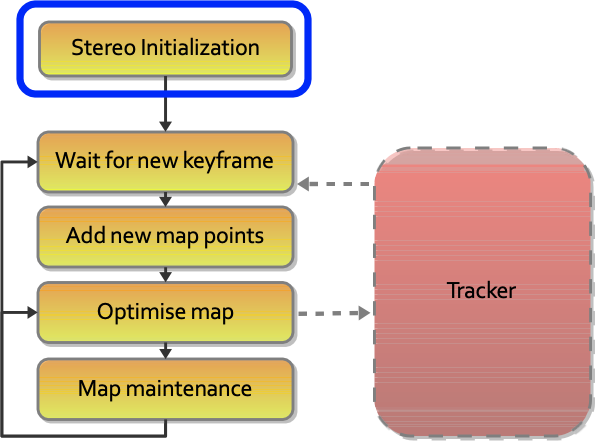 Stereo Initialization
Wait for new keyframe
Add new map points
Optimise map
Tracker
Map maintenance